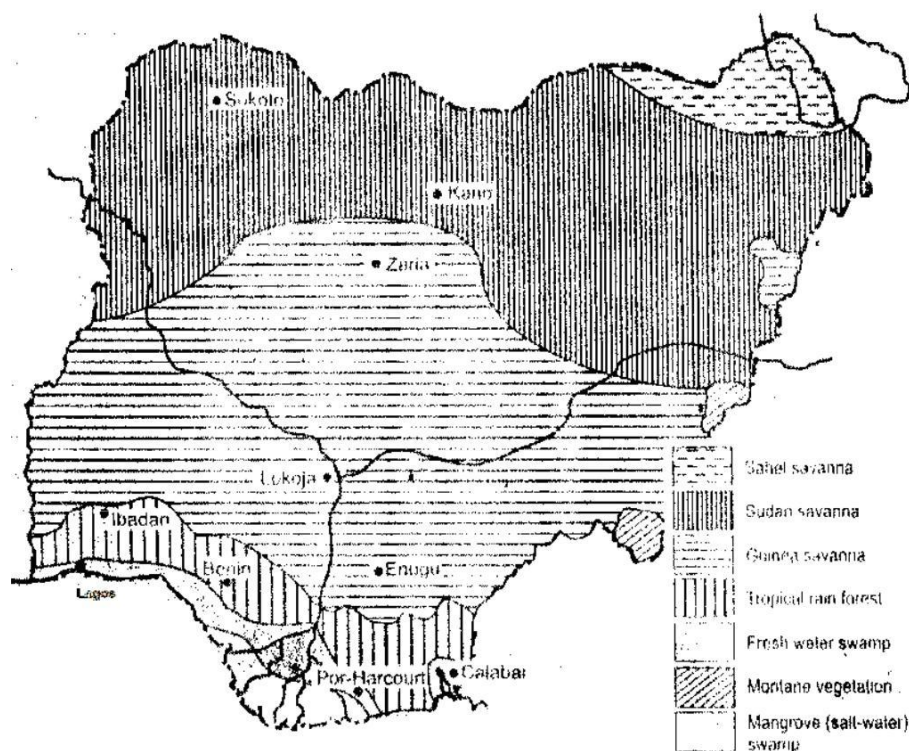 Sokoto
Kano
Zaria
Lokoja
Ibadan
Benin
Enugu
Lagos
Por-Harcourt
Calabar
Sahel savanna
Sudan savanna
Guinea savanna
Tropical rain forest
Fresh water swamp
Montane vegetation
Mangrove (salt-water)
swamp